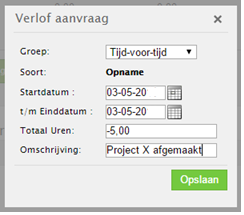 Verlof aanvraag ×
Groep: Tijd-voor-tijd
Soort: Opname
Startdatum : 03-05-20
t/m Einddatum : 03-05-20
Totaal Uren: -5,00
Omschrijving: Project X afgemaakt
Opslaan